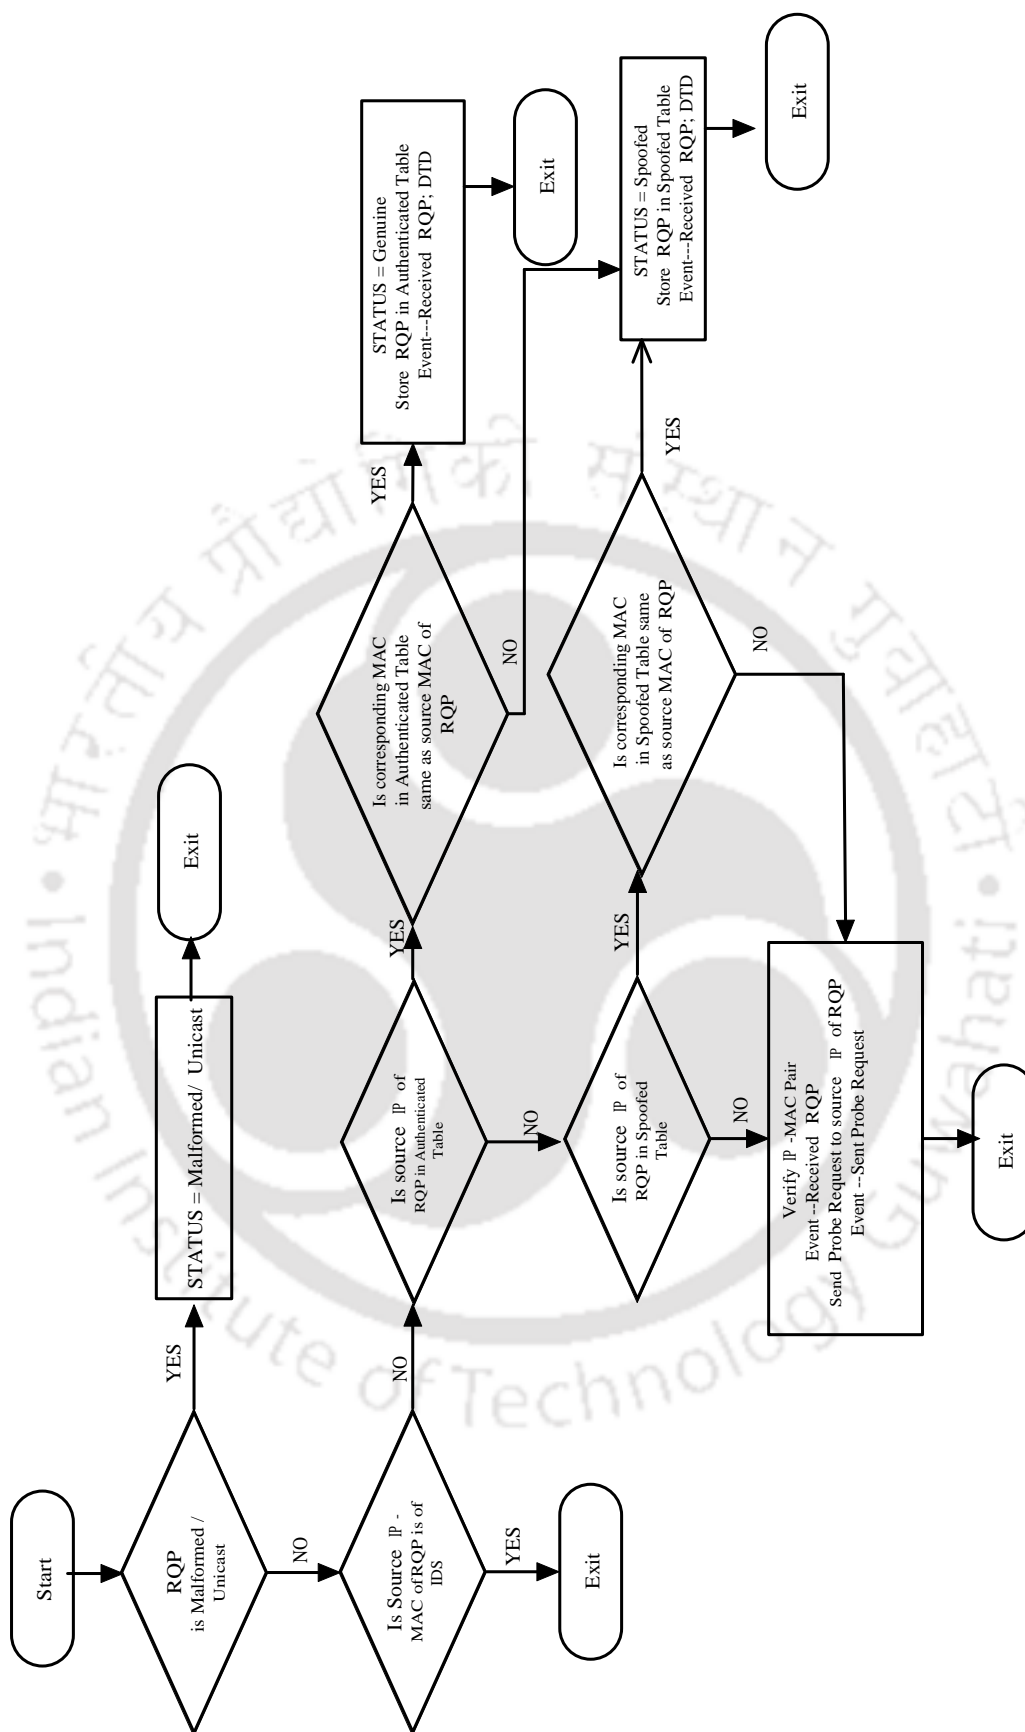 Start
RQP
is Malformed /
Unicast
YES
STATUS = Malformed/ Unicast
Exit
NO
Is Source IP -
MAC of RQP is of
IDS
YES
Exit
NO
Is source IP of
RQP in Authenticated
Table
YES
Is corresponding MAC
in Authenticated Table
same as source MAC of
RQP
YES
STATUS = Genuine
Store RQP in Authenticated Table
Event---Received RQP; DTD
Exit
NO
NO
Is source IP of
RQP in Spoofed
Table
YES
Is corresponding MAC
in Spoofed Table same
as source MAC of RQP
YES
STATUS = Spoofed
Store RQP in Spoofed Table
Event---Received RQP; DTD
Exit
NO
NO
Verify IP -MAC Pair
Event --Received RQP
Send Probe Request to source IP of RQP
Event --Sent Probe Request
Exit
भारतीय प्रौद्योगिकी संस्थान गुवाहाटी
Indian Institute of Technology Guwahati